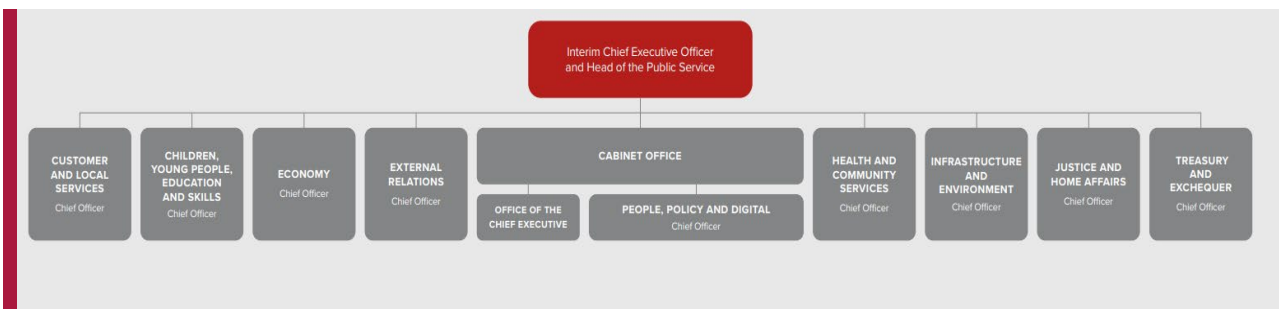 Interim Chief Executive Officer
and Head of the Public Service
CUSTOMER
AND LOCAL
SERVICES
Chief Officer
CHILDREN,
YOUNG PEOPLE,
EDUCATION
AND SKILLS
Chief Officer
ECONOMY
Chief Officer
EXTERNAL
RELATIONS
Chief Officer
CABINET OFFICE
OFFICE OF THE
CHIEF EXECUTIVE
PEOPLE, POLICY AND DIGITAL
Chief Officer
HEALTH AND
COMMUNITY
SERVICES
Chief Officer
INFRASTRUCTURE
AND
ENVIRONMENT
Chief Officer
JUSTICE AND
HOME AFFAIRS
Chief Officer
TREASURY
AND
EXCHEQUER
Chief Officer